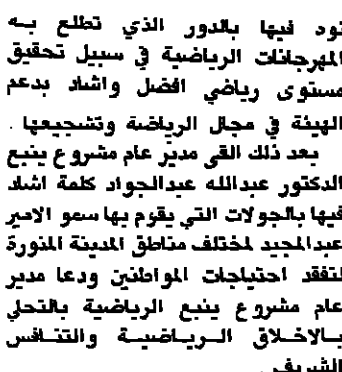 نود فيها بالدور الذي تطلع به
المهرجانات الرياضية في سبيل تحقيق
مستوى رياضي افضل واشاد بدعم
الهيئة في مجال الرياضة وتشجيعها .
بعد ذلك القى مدير عام مشروع ينبع
الدكتور عبدالله عبدالجواد كلمة اشاد
فيها بالجولات التي يقوم بها سمو الامير
عبدالمجيد لمختلف مناطق المدينة المنورة
لتفقد احتياجات المواطنين ودعا مدير
عام مشروع ينبع الرياضية بالتحلي
بالاخلاق الرياضية والتنافس
الشريف .